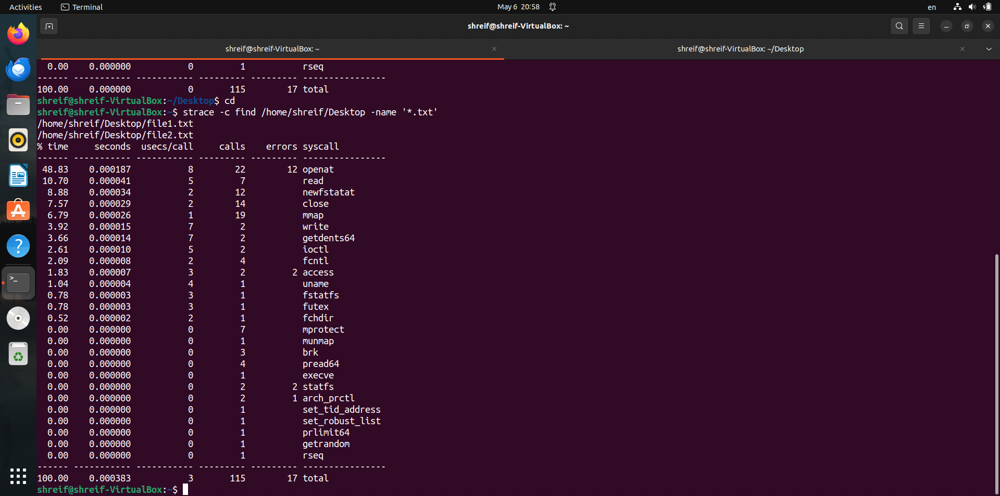 Activities Terminal May 6 20:58 en
shreif@shreif-VirtualBox: ~
shreif@shreif-VirtualBox: ~ shreif@shreif-VirtualBox: ~/Desktop
  0.00    0.000000           0         1           rseq
------ ----------- ----------- --------- --------- ----------------
100.00    0.000000           0       115        17 total
shreif@shreif-VirtualBox:~/Desktop$ cd
shreif@shreif-VirtualBox:~$ strace -c find /home/shreif/Desktop -name '*.txt'
/home/shreif/Desktop/file1.txt
/home/shreif/Desktop/file2.txt
% time     seconds  usecs/call     calls    errors syscall
------ ----------- ----------- --------- --------- ----------------
 48.83    0.000187           8        22        12 openat
 10.70    0.000041           5         7           read
  8.88    0.000034           2        12           newfstatat
  7.57    0.000029           2        14           close
  6.79    0.000026           1        19           mmap
  3.92    0.000015           7         2           write
  3.66    0.000014           7         2           getdents64
  2.61    0.000010           5         2           ioctl
  2.09    0.000008           2         4           fcntl
  1.83    0.000007           3         2         2 access
  1.04    0.000004           4         1           uname
  0.78    0.000003           3         1           fstatfs
  0.78    0.000003           3         1           futex
  0.52    0.000002           2         1           fchdir
  0.00    0.000000           0         7           mprotect
  0.00    0.000000           0         1           munmap
  0.00    0.000000           0         3           brk
  0.00    0.000000           0         4           pread64
  0.00    0.000000           0         1           execve
  0.00    0.000000           0         2         2 statfs
  0.00    0.000000           0         2         1 arch_prctl
  0.00    0.000000           0         1           set_tid_address
  0.00    0.000000           0         1           set_robust_list
  0.00    0.000000           0         1           prlimit64
  0.00    0.000000           0         1           getrandom
  0.00    0.000000           0         1           rseq
------ ----------- ----------- --------- --------- ----------------
100.00    0.000383           3       115        17 total
shreif@shreif-VirtualBox:~$